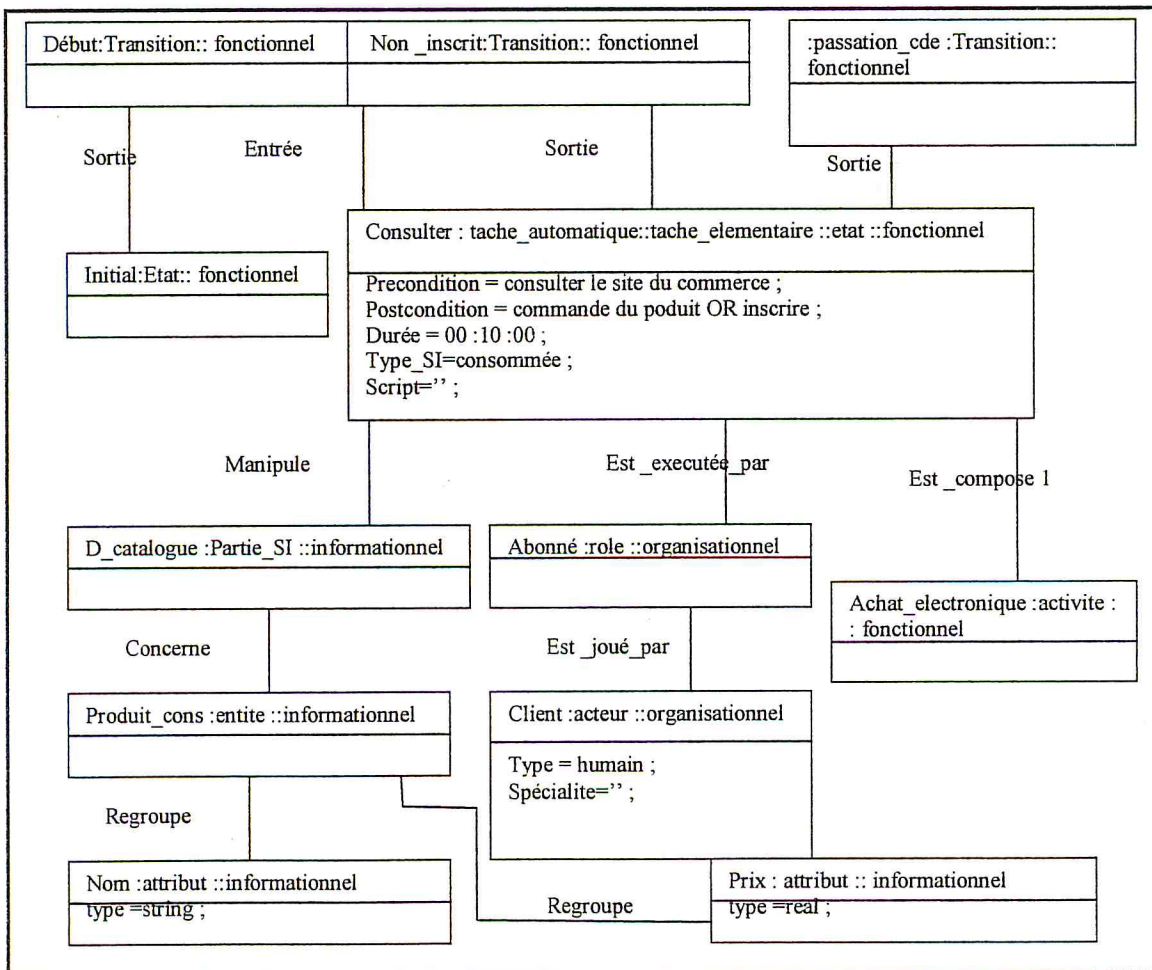 Début:Transition:: fonctionnel
Non _inscrit:Transition:: fonctionnel
:passation_cde :Transition::
fonctionnel
Sortie
Entrée
Sortie
Sortie
Consulter : tache_automatique::tache_elementaire ::etat ::fonctionnel
Initial:Etat:: fonctionnel
Precondition = consulter le site du commerce ;
Postcondition = commande du poduit OR inscrire ;
Durée = 00 :10 :00 ;
Type_SI=consommée ;
Script='' ;
Manipule
Est _executée_par
Est _compose 1
D_catalogue :Partie_SI ::informationnel
Abonné :role ::organisationnel
Achat_electronique :activite :
: fonctionnel
Concerne
Est _joué_par
Produit_cons :entite ::informationnel
Client :acteur ::organisationnel
Type = humain ;
Spécialite='' ;
Regroupe
Nom :attribut ::informationnel
type =string ;
Prix : attribut :: informationnel
type =real ;
Regroupe